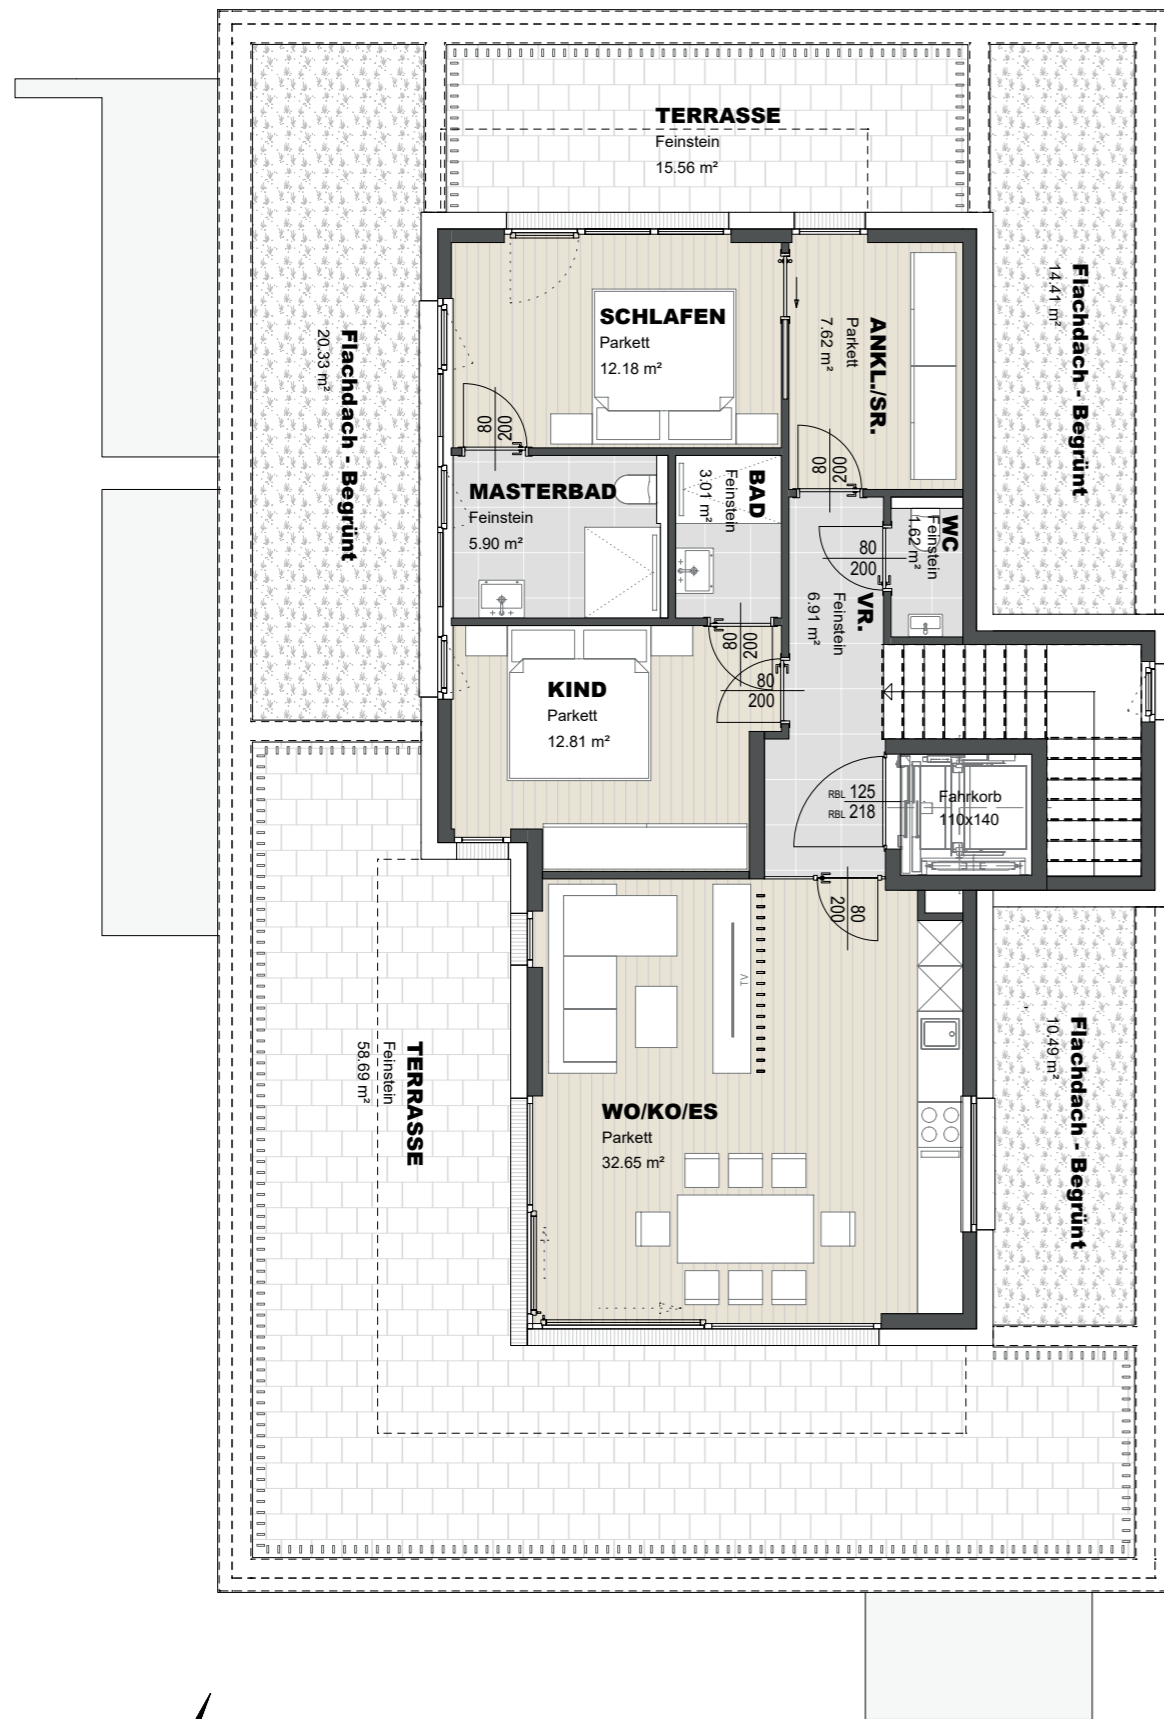 TERRASSE
Feinstein
15.56 m²
Flachdach - Begrünt
20.33 m²
Flachdach - Begrünt
14.41 m²
SCHLAFEN
Parkett
12.18 m²
ANKL./SR.
Parkett
7.62 m²
80
200
80
200
MASTERBAD
Feinstein
5.90 m²
BAD
Feinstein
3.01 m²
WC
Feinstein
1.62 m²
80
200
VR.
Feinstein
6.91 m²
80
200
80
200
KIND
Parkett
12.81 m²
RBL 125
RBL 218
Fahrkorb
110x140
80
200
TV
TERRASSE
Feinstein
58.69 m²
WO/KO/ES
Parkett
32.65 m²
Flachdach - Begrünt
10.49 m²